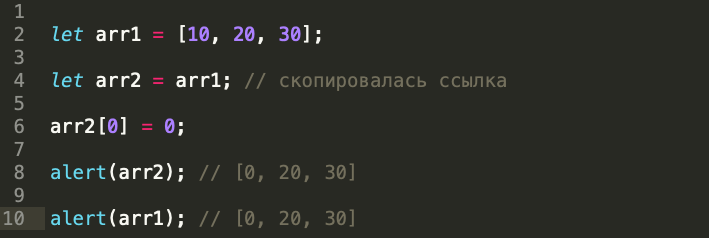 1
2 let arr1 = [10, 20, 30];
3
4 let arr2 = arr1; // скопировалась ссылка
5
6 arr2[0] = 0;
7
8 alert(arr2); // [0, 20, 30]
9
10 alert(arr1); // [0, 20, 30]